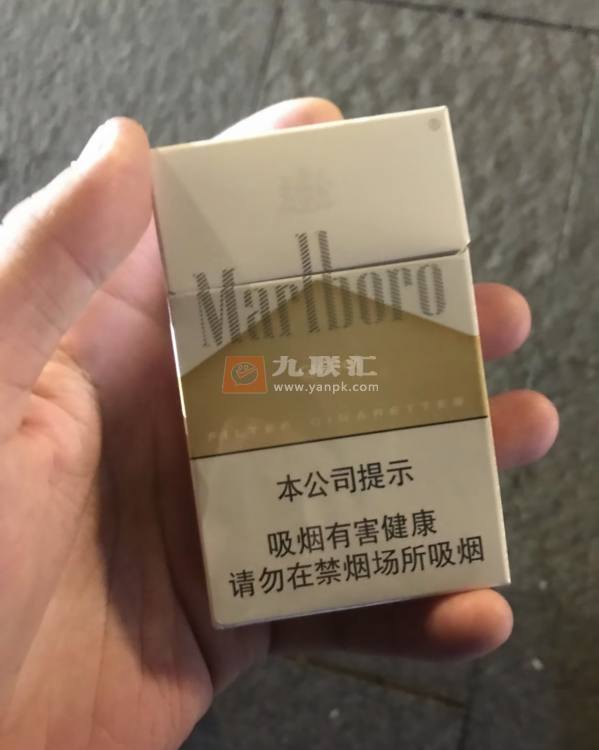 Marlboro
九联汇
www.yanpk.com
FILTER CIGARETTES
本公司提示
吸烟有害健康
请勿在禁烟场所吸烟